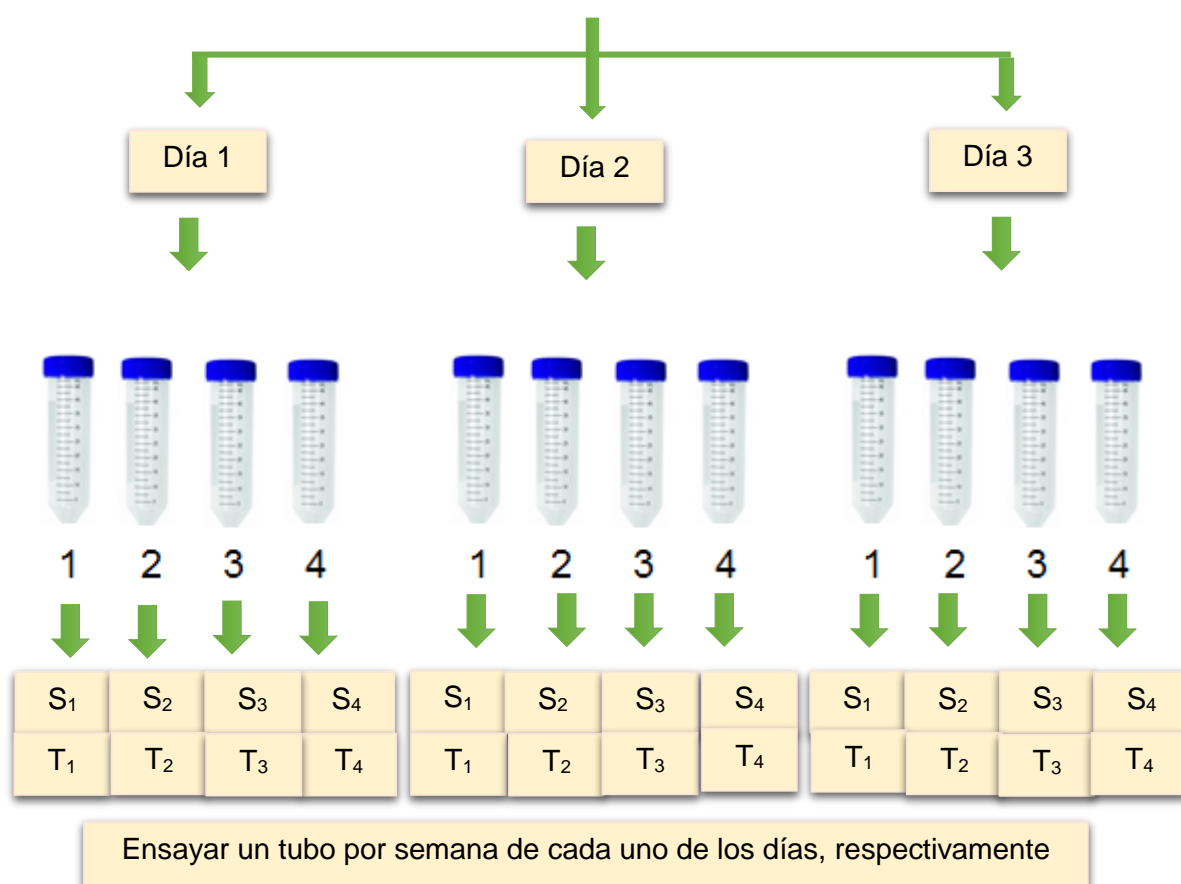 Día 1 Día 2 Día 3
1 2 3 4 1 2 3 4 1 2 3 4
S₁ S₂ S₃ S₄ S₁ S₂ S₃ S₄ S₁ S₂ S₃ S₄
T₁ T₂ T₃ T₄ T₁ T₂ T₃ T₄ T₁ T₂ T₃ T₄
Ensayar un tubo por semana de cada uno de los días, respectivamente